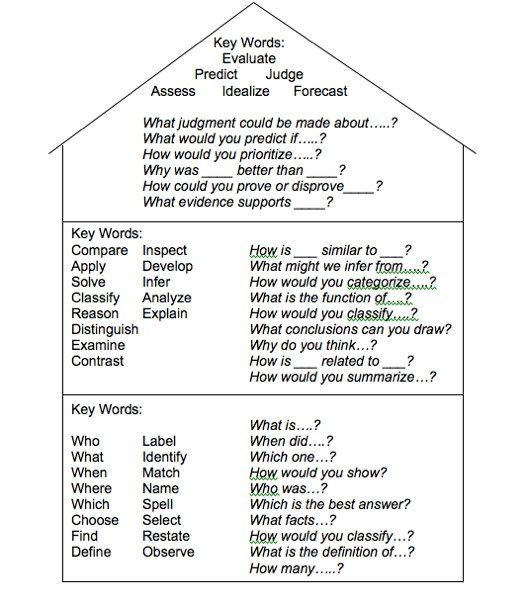 Key Words:
Evaluate
Predict Judge
Assess Idealize Forecast
What judgment could be made about…..?
What would you predict if…..?
How would you prioritize…..?
Why was ____ better than ____?
How could you prove or disprove____?
What evidence supports ____?
Key Words:
Compare Inspect How is ___ similar to ___?
Apply Develop What might we infer from….?
Solve Infer How would you categorize….?
Classify Analyze What is the function of….?
Reason Explain How would you classify….?
Distinguish What conclusions can you draw?
Examine Why do you think…?
Contrast How is ___ related to ___?
How would you summarize…?
Key Words:
What is….?
Who Label When did….?
What Identify Which one…?
When Match How would you show?
Where Name Who was…?
Which Spell Which is the best answer?
Choose Select What facts…?
Find Restate How would you classify…?
Define Observe What is the definition of…?
How many…..?